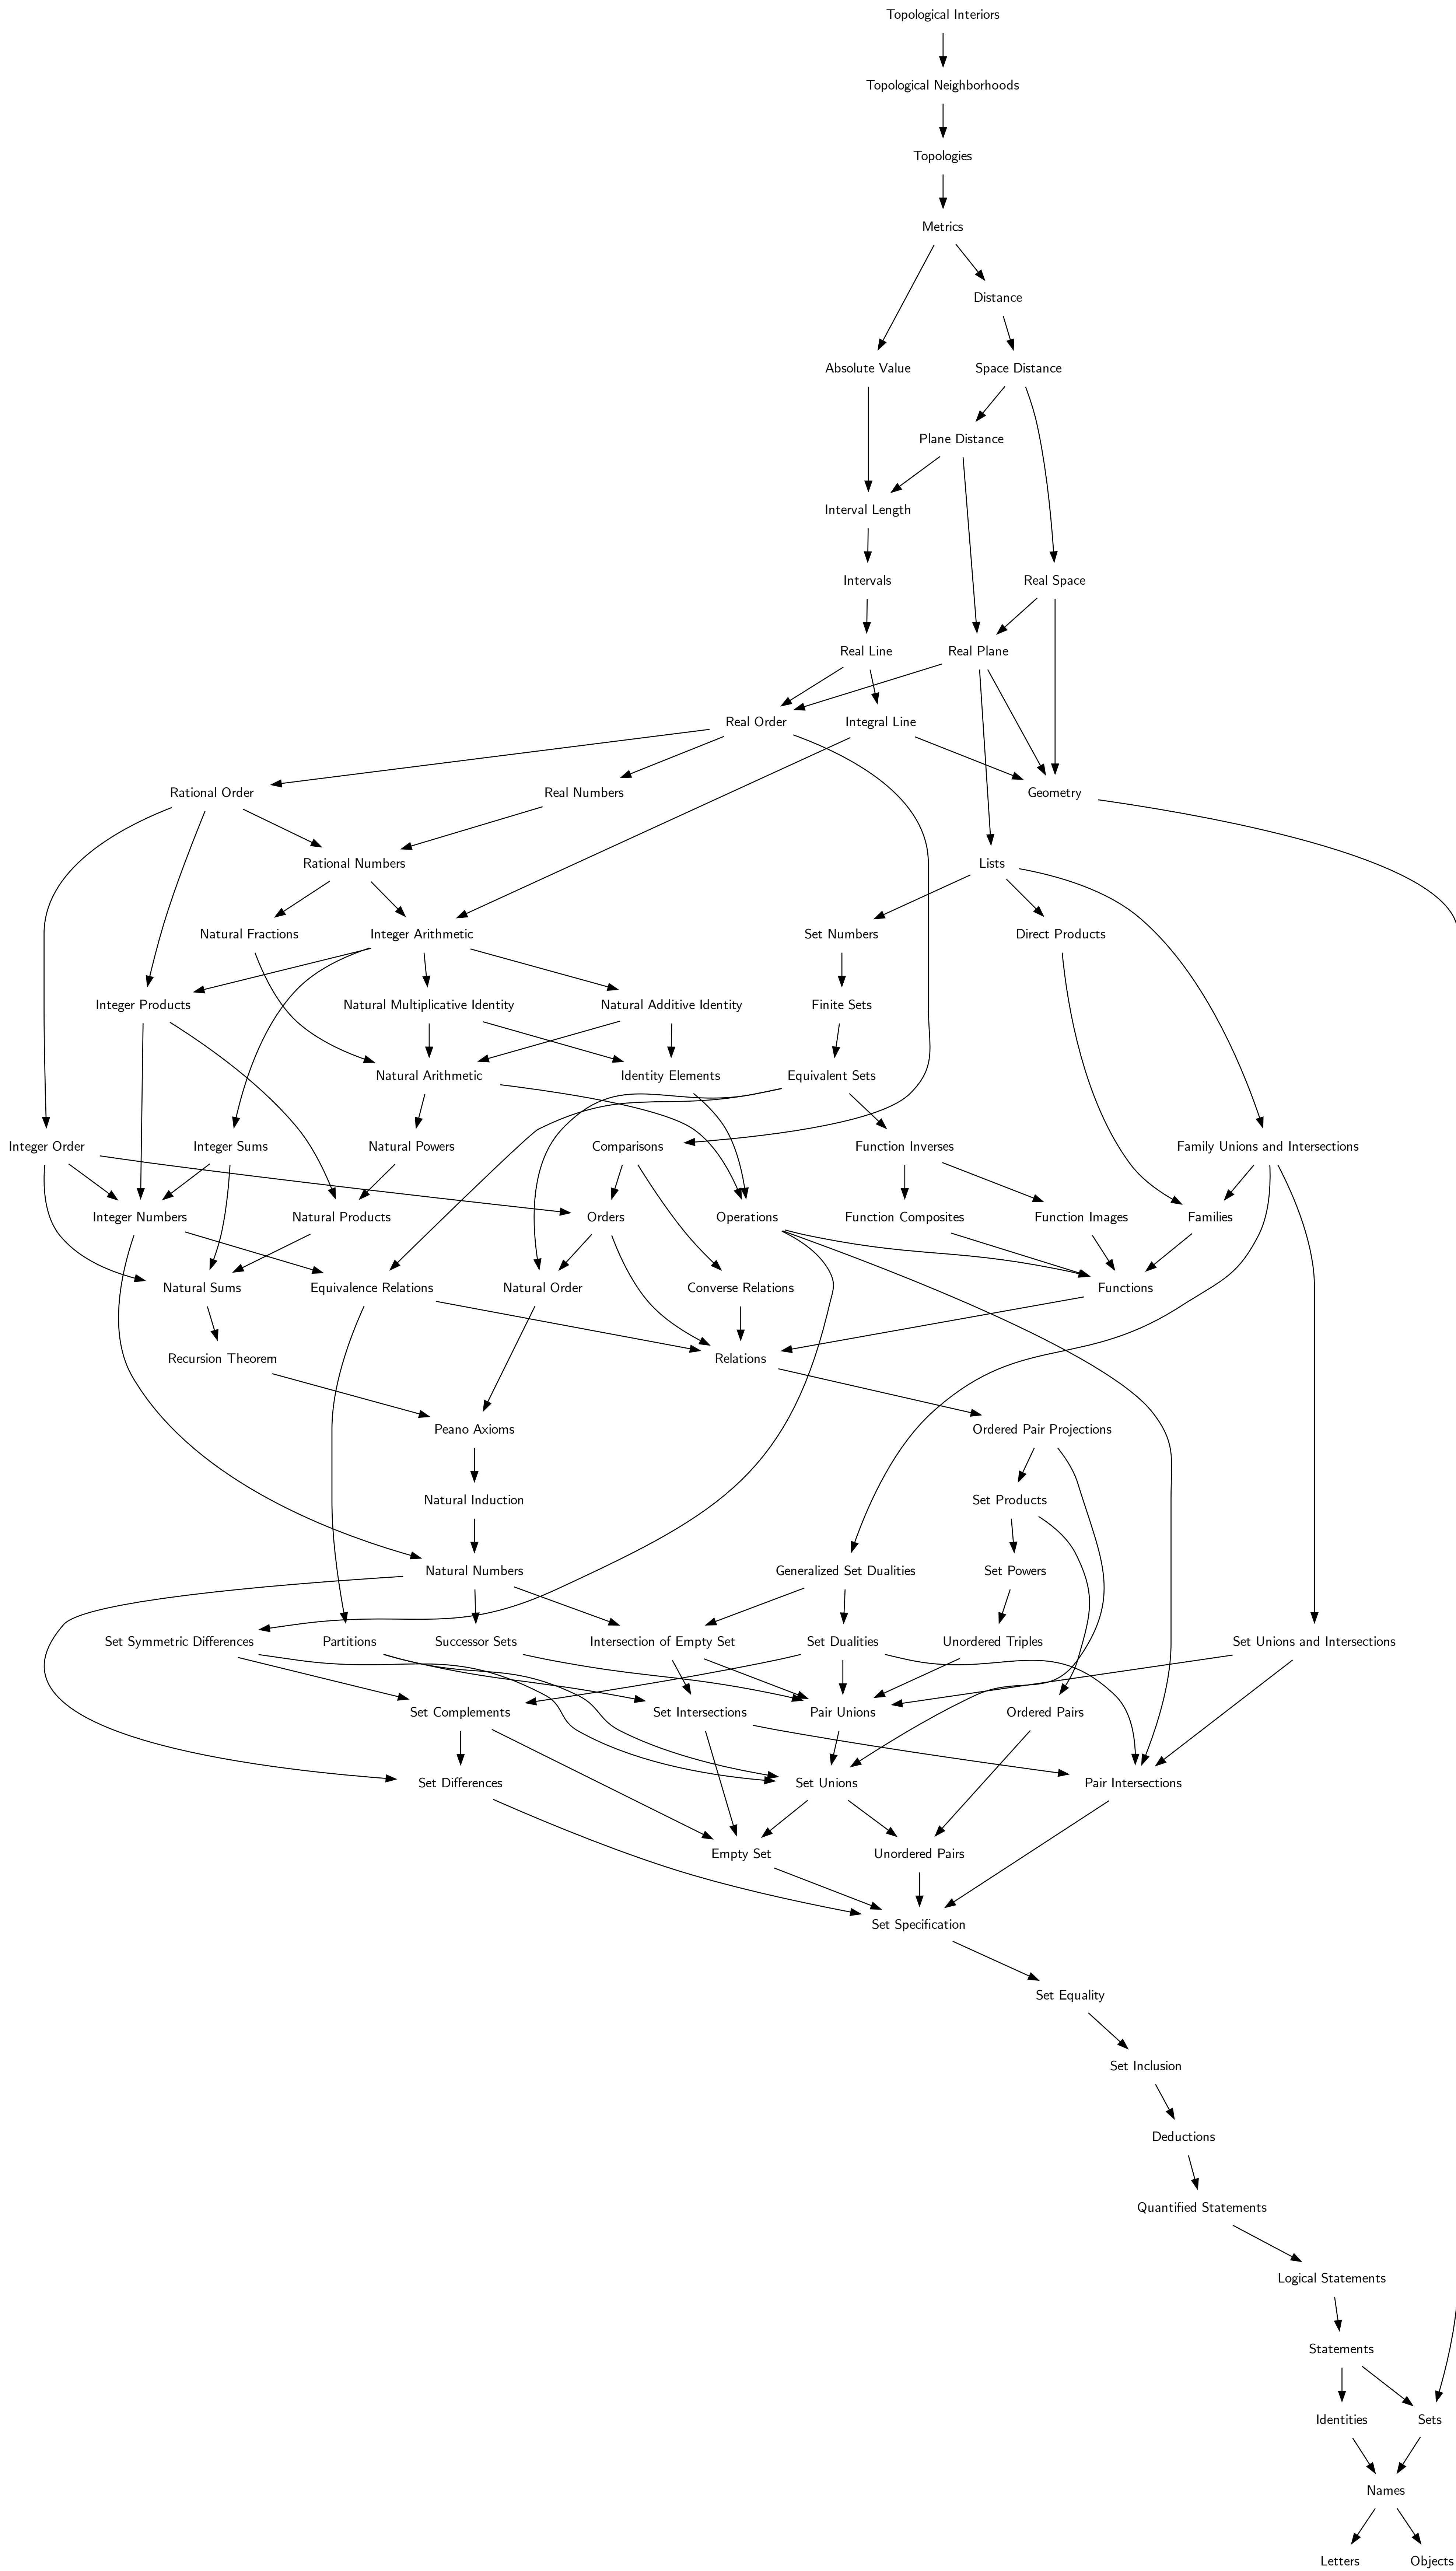 Topological Interiors
Topological Neighborhoods
Topologies
Metrics
Distance
Absolute Value
Space Distance
Plane Distance
Interval Length
Intervals
Real Space
Real Line
Real Plane
Real Order
Integral Line
Rational Order
Real Numbers
Geometry
Rational Numbers
Lists
Natural Fractions
Integer Arithmetic
Set Numbers
Direct Products
Integer Products
Natural Multiplicative Identity
Natural Additive Identity
Finite Sets
Natural Arithmetic
Identity Elements
Equivalent Sets
Integer Order
Integer Sums
Natural Powers
Comparisons
Function Inverses
Family Unions and Intersections
Integer Numbers
Natural Products
Orders
Operations
Function Composites
Function Images
Families
Natural Sums
Equivalence Relations
Natural Order
Converse Relations
Functions
Recursion Theorem
Relations
Peano Axioms
Ordered Pair Projections
Natural Induction
Set Products
Natural Numbers
Generalized Set Dualities
Set Powers
Set Symmetric Differences
Partitions
Successor Sets
Intersection of Empty Set
Set Dualities
Unordered Triples
Set Unions and Intersections
Set Complements
Set Intersections
Pair Unions
Ordered Pairs
Set Differences
Set Unions
Pair Intersections
Empty Set
Unordered Pairs
Set Specification
Set Equality
Set Inclusion
Deductions
Quantified Statements
Logical Statements
Statements
Identities
Sets
Names
Letters
Objects